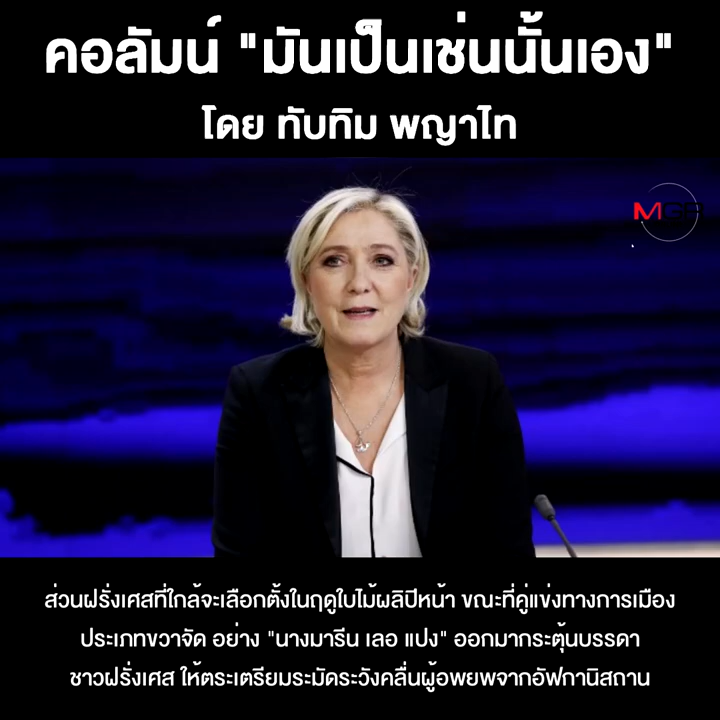 คอลัมน์ "มันเป็นเช่นนั้นเอง"
โดย ทับทิม พญาไท
MGR
ส่วนฝรั่งเศสที่ใกล้จะเลือกตั้งในฤดูใบไม้ผลิปีหน้า ขณะที่คู่แข่งทางการเมือง
ประเภทขวาจัด อย่าง "นางมารีน เลอ แปง" ออกมากระตุ้นบรรดา
ชาวฝรั่งเศส ให้ตระเตรียมระมัดระวังคลื่นผู้อพยพจากอัฟกานิสถาน